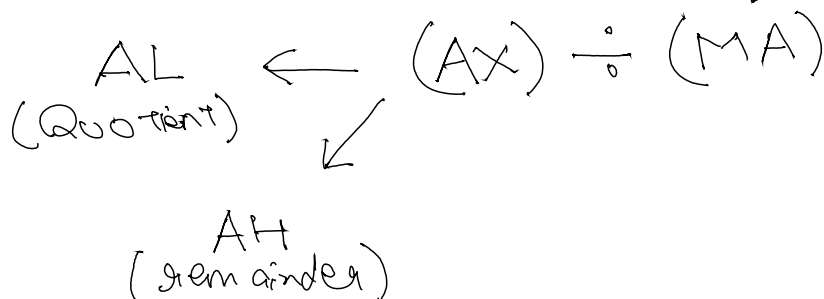 AL ← (AX) ÷ (MA)
(Quotient)
AH
(remainder)